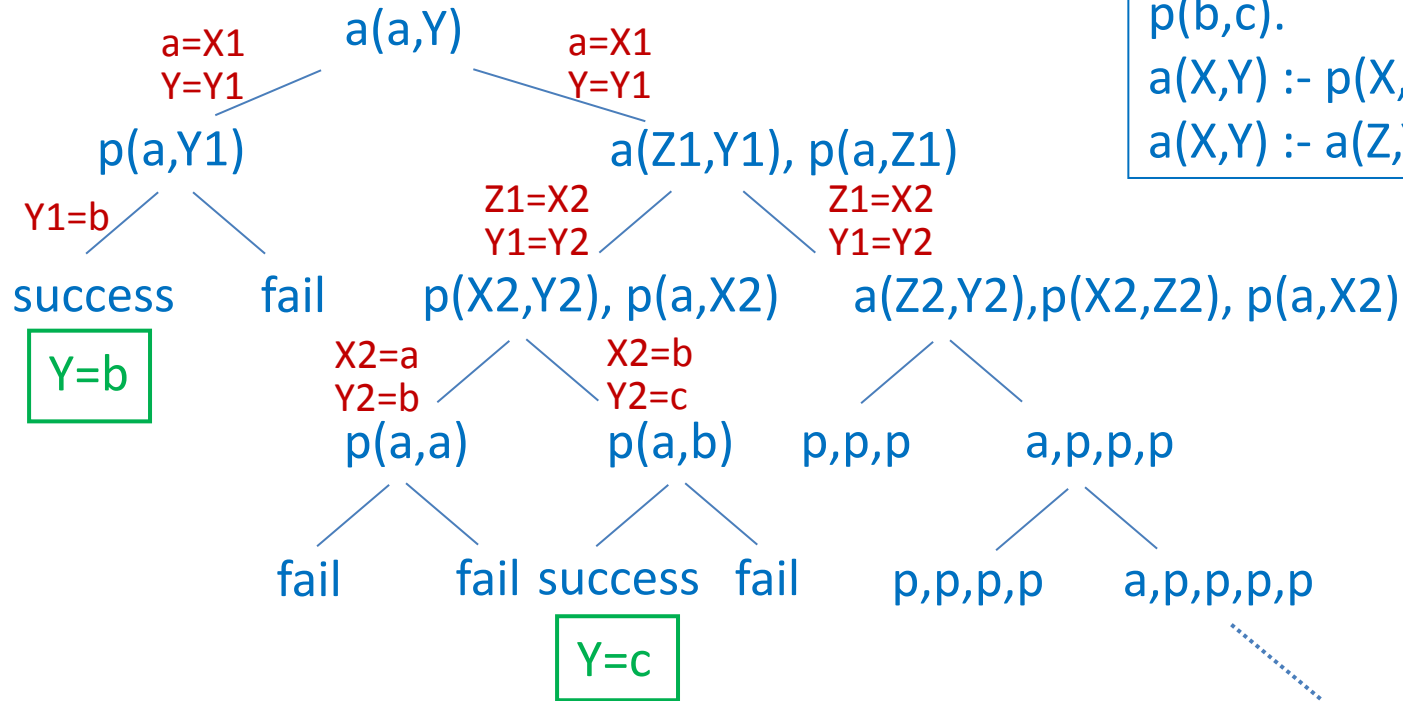 a(a,Y)
a=X1
Y=Y1
a=X1
Y=Y1
p(b,c).
a(X,Y) :- p(X,
a(X,Y) :- a(Z,
p(a,Y1)
a(Z1,Y1), p(a,Z1)
Y1=b
Z1=X2
Y1=Y2
Z1=X2
Y1=Y2
success
fail
p(X2,Y2), p(a,X2)
a(Z2,Y2),p(X2,Z2), p(a,X2)
Y=b
X2=a
Y2=b
X2=b
Y2=c
p(a,a)
p(a,b)
p,p,p
a,p,p,p
fail
fail
success
fail
p,p,p,p
a,p,p,p,p
Y=c